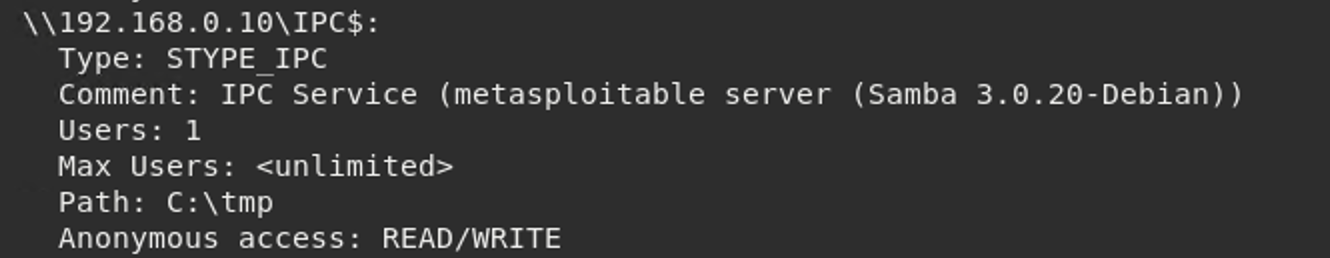 \\192.168.0.10\IPC$:
Type: STYPE_IPC
Comment: IPC Service (metasploitable server (Samba 3.0.20-Debian))
Users: 1
Max Users: <unlimited>
Path: C:\tmp
Anonymous access: READ/WRITE